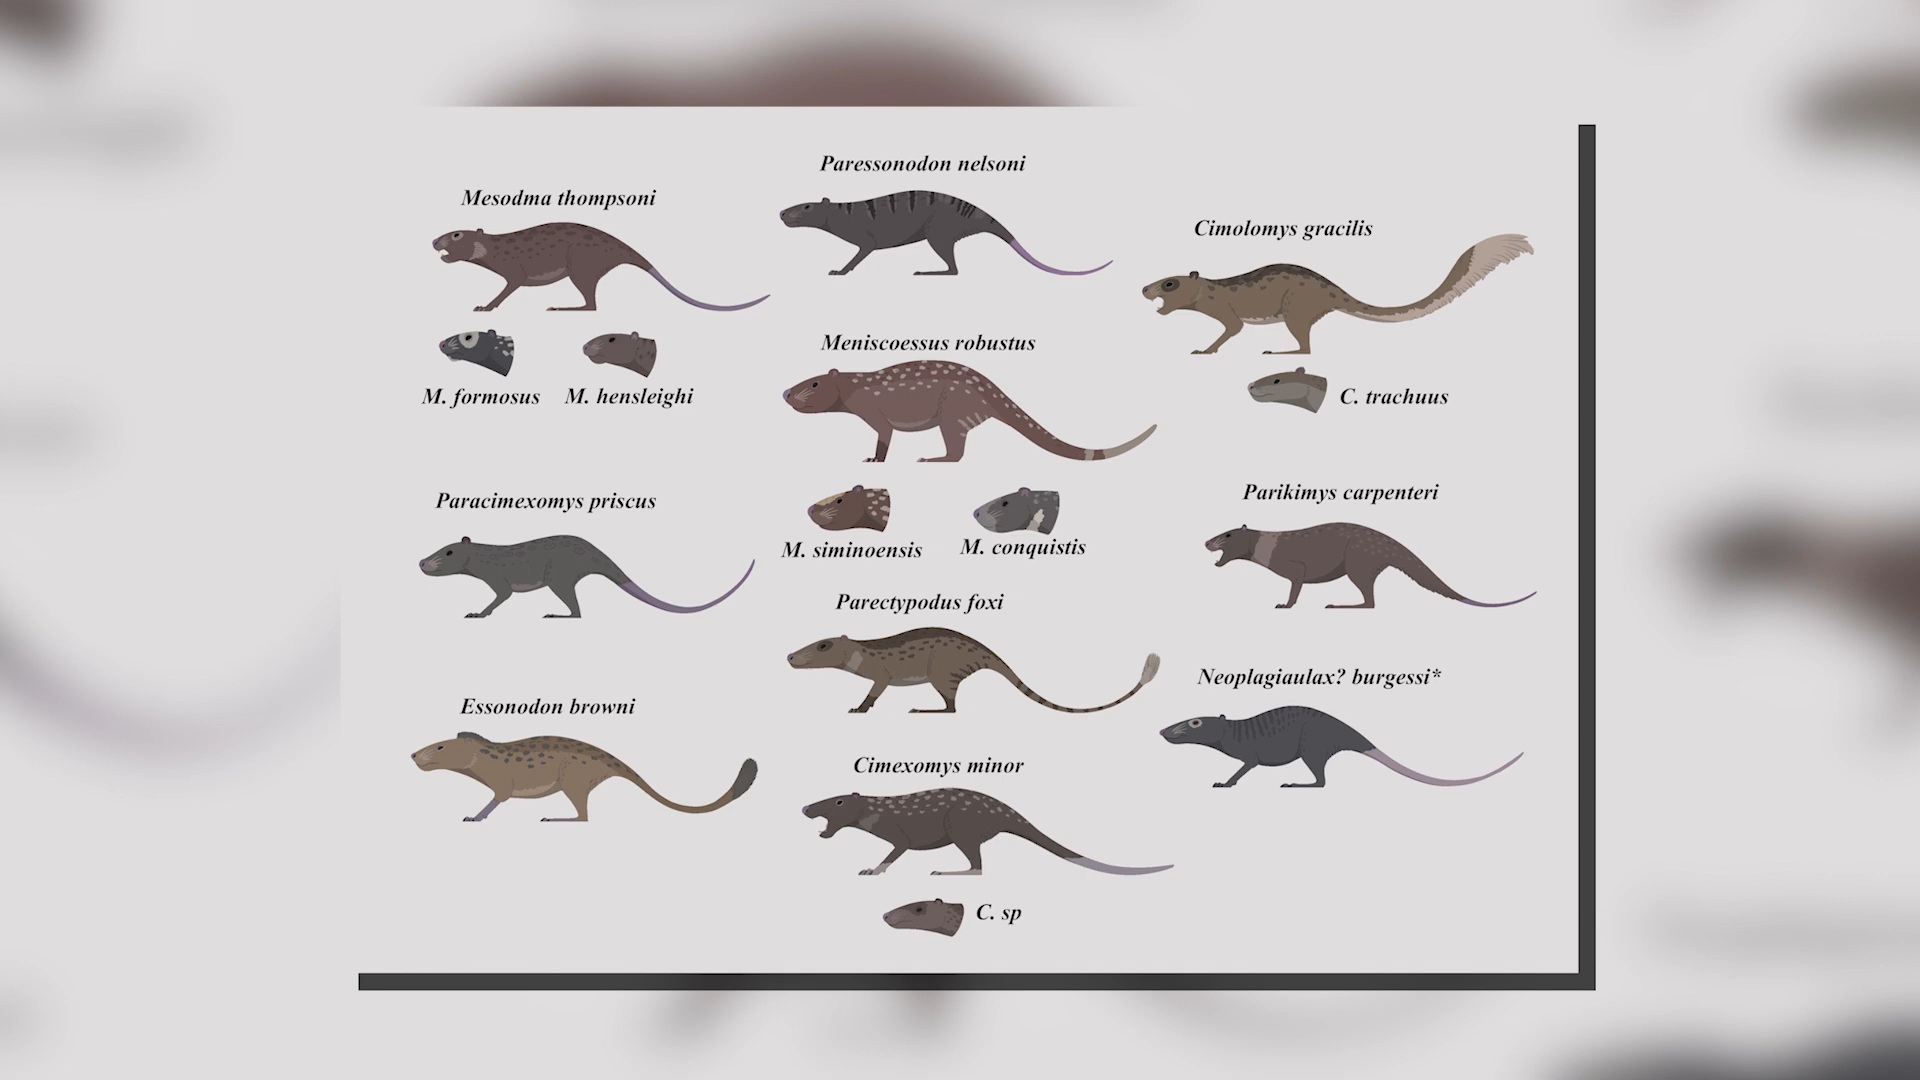 Paressonodon nelsoni
Mesodma thompsoni
Cimolomys gracilis
Meniscoessus robustus
M. formosus
M. hensleighi
C. trachuus
Paracimexomys priscus
Parikimys carpenteri
M. siminoensis
M. conquistis
Parectypodus foxi
Neoplagiaulax? burgessi*
Essonodon browni
Cimexomys minor
C. sp